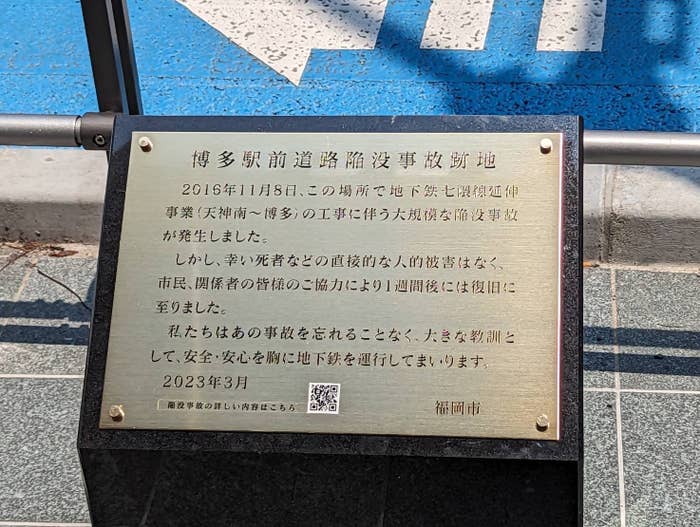 博多駅前道路陥没事故跡地
2016年11月8日、この場所で地下鉄七隈線延伸
事業(天神南～博多)の工事に伴う大規模な陥没事故
が発生しました。
しかし、幸い死者などの直接的な人的被害はなく、
市民、関係者の皆様のご協力により1週間後には復旧に
至りました。
私たちはあの事故を忘れることなく、大きな教訓と
して、安全・安心を胸に地下鉄を運行してまいります。
2023年3月
陥没事故の詳しい内容はこちら
福岡市